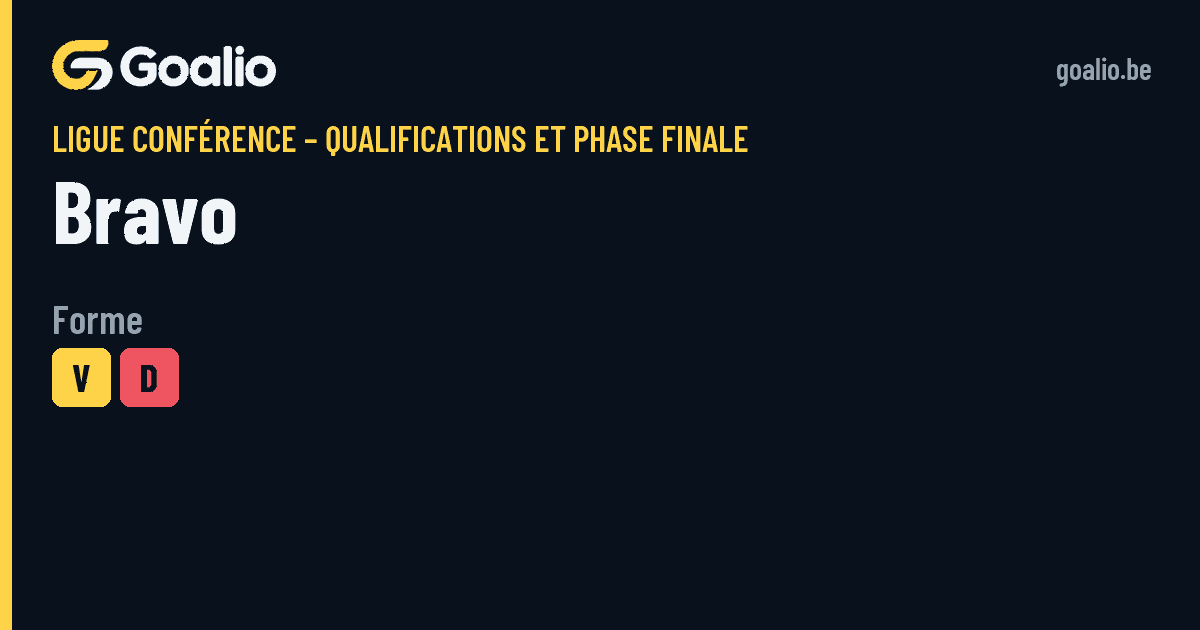 Goalio
goalio.be
LIGUE CONFÉRENCE – QUALIFICATIONS ET PHASE FINALE
Bravo
Forme
V D